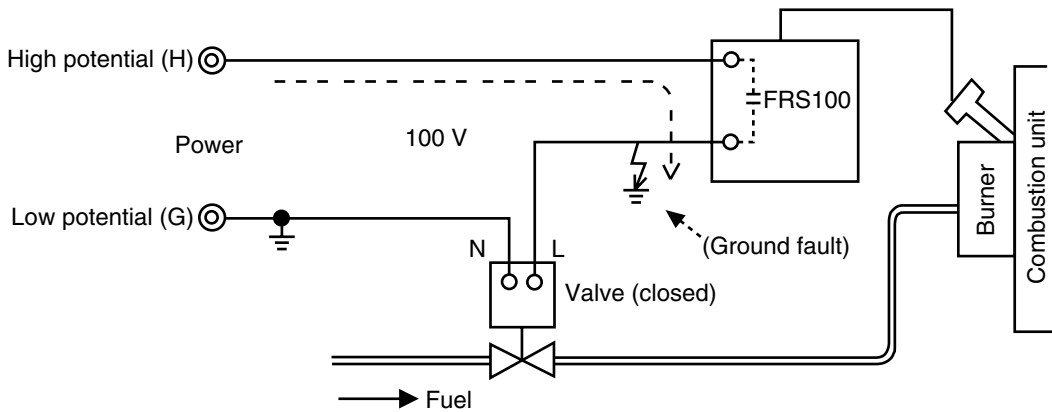 High potential (H)
FRS100
Power
100 V
Low potential (G)
(Ground fault)
N
L
Valve (closed)
Burner
Combustion unit
Fuel